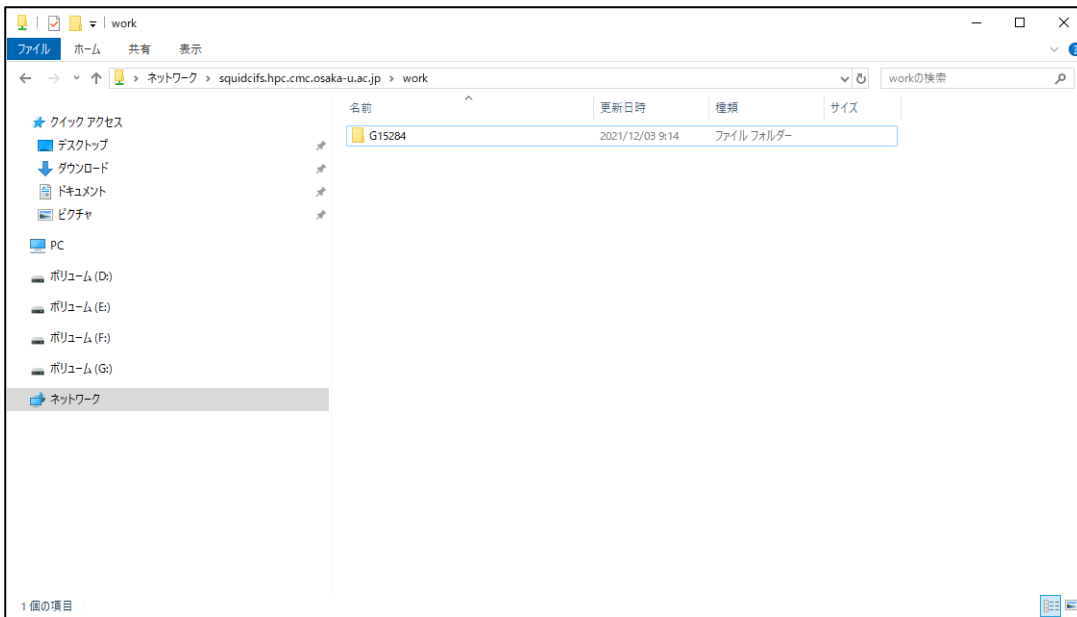 work
ファイル ホーム 共有 表示
ネットワーク › squidcifs.hpc.cmc.osaka-u.ac.jp › work
workの検索
名前 更新日時 種類 サイズ
G15284 2021/12/03 9:14 ファイル フォルダー
クイック アクセス
デスクトップ
ダウンロード
ドキュメント
ピクチャ
PC
ボリューム (D:)
ボリューム (E:)
ボリューム (F:)
ボリューム (G:)
ネットワーク
1 個の項目